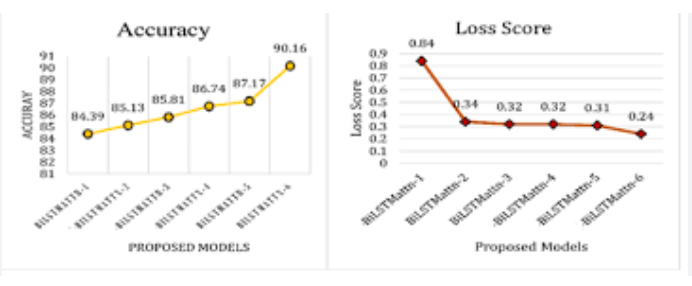 Accuracy
91
90
89
88
87
86
85
84
83
82
81
ACCURAY
84.39
85.13
85.81
86.74
87.17
90.16
-BILSTMATTN-1
-BILSTMATTN-2
-BILSTMATTN-3
-BILSTMATTN-4
-BILSTMATTN-5
-BILSTMATTN-6
PROPOSED MODELS
Loss Score
0.9
0.8
0.7
0.6
0.5
0.4
0.3
0.2
0.1
0
Loss Score
0.84
0.34
0.32
0.32
0.31
0.24
-BiLSTMattn-1
-BiLSTMattn-2
-BiLSTMattn-3
-BiLSTMattn-4
-BiLSTMattn-5
-BiLSTMattn-6
Proposed Models